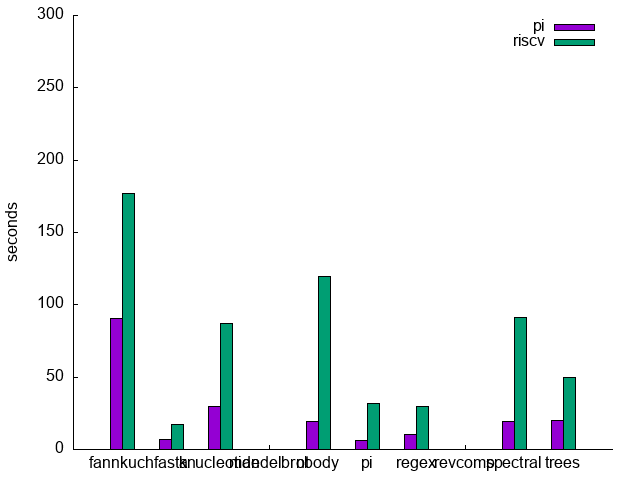 300
250
200
150
100
50
0
seconds
pi
riscv
fannkuch fasta knucleotide mandelbrot nbody pi regex revcomp spectral trees